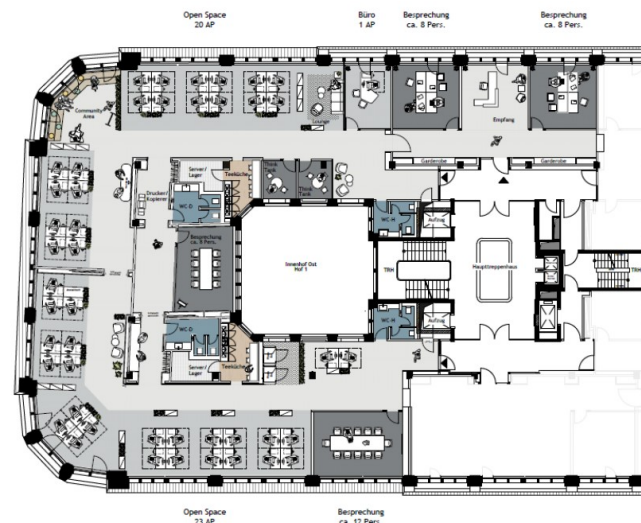 Open Space
20 AP
Büro
1 AP
Besprechung
ca. 8 Pers.
Besprechung
ca. 8 Pers.
Community
Area
Lounge
Empfang
Garderobe
Garderobe
Server/
Lager
Teeküche
Think
Tank
Think
Tank
Drucker/
Kopierer
WC-D
WC-H
Aufzug
Besprechung
ca. 8 Pers.
Innenhof Ost
Hof 1
TRH
Haupttreppenhaus
TRH
WC-D
WC-H
Aufzug
Server/
Lager
Teeküche
Open Space
23 AP
Besprechung
ca. 12 Pers.